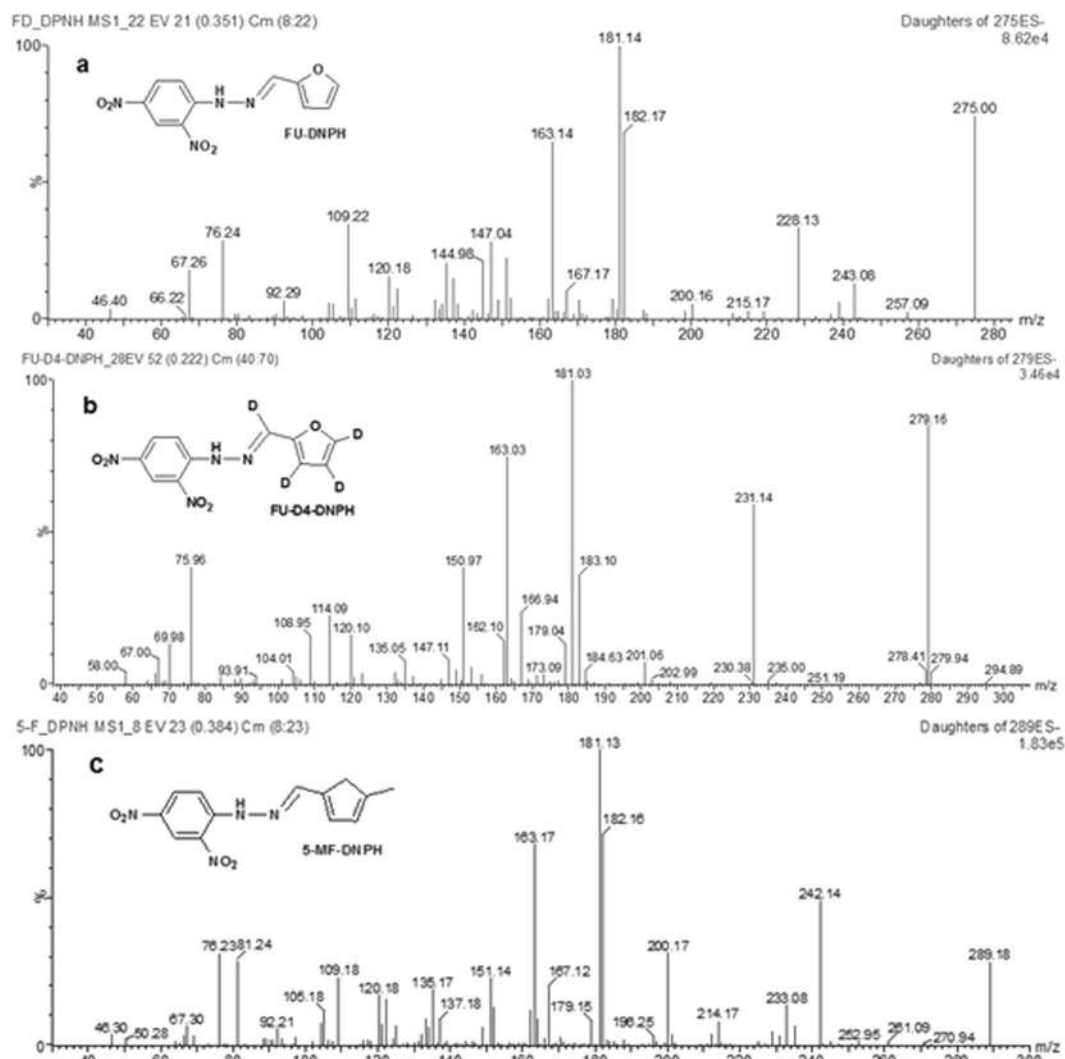 FD_DPNH MS1_22 EV 21 (0.351) Cm (8:22)
Daughters of 275ES-
8.62e4
100
%
0
a
O
H
N
N
O₂N
NO₂
FU-DNPH
181.14
182.17
275.00
163.14
109.22
76.24
147.04
228.13
144.98
67.26
120.18
167.17
243.08
66.22
92.29
46.40
200.16
215.17
257.09
40 60 80 100 120 140 160 180 200 220 240 260 280 m/z
FU-D4-DNPH_28EV 52 (0.222) Cm (40:70)
Daughters of 279ES-
3.46e4
100
%
0
b
D
O
D
H
N
N
O₂N
D
D
NO₂
FU-D4-DNPH
181.03
279.16
163.03
231.14
75.96
150.97
183.10
114.09
166.94
108.95
120.10
162.10
179.04
69.98
135.05
147.11
58.00
67.00
93.91
104.01
173.09
184.63
201.06
202.99
230.38
235.00
251.19
278.41
279.94
294.89
40 50 60 70 80 90 100 110 120 130 140 150 160 170 180 190 200 210 220 230 240 250 260 270 280 290 300 m/z
5-F_DPNH MS1_8 EV 23 (0.384) Cm (8:23)
Daughters of 289ES-
1.83e5
100
%
0
c
H
N
N
O₂N
NO₂
5-MF-DNPH
181.13
182.16
163.17
242.14
289.18
76.23
81.24
200.17
109.18
151.14
135.17
167.12
105.18
120.18
137.18
179.15
233.08
67.30
92.21
214.17
46.30
50.28
196.25
252.95
261.09
270.94
m/z